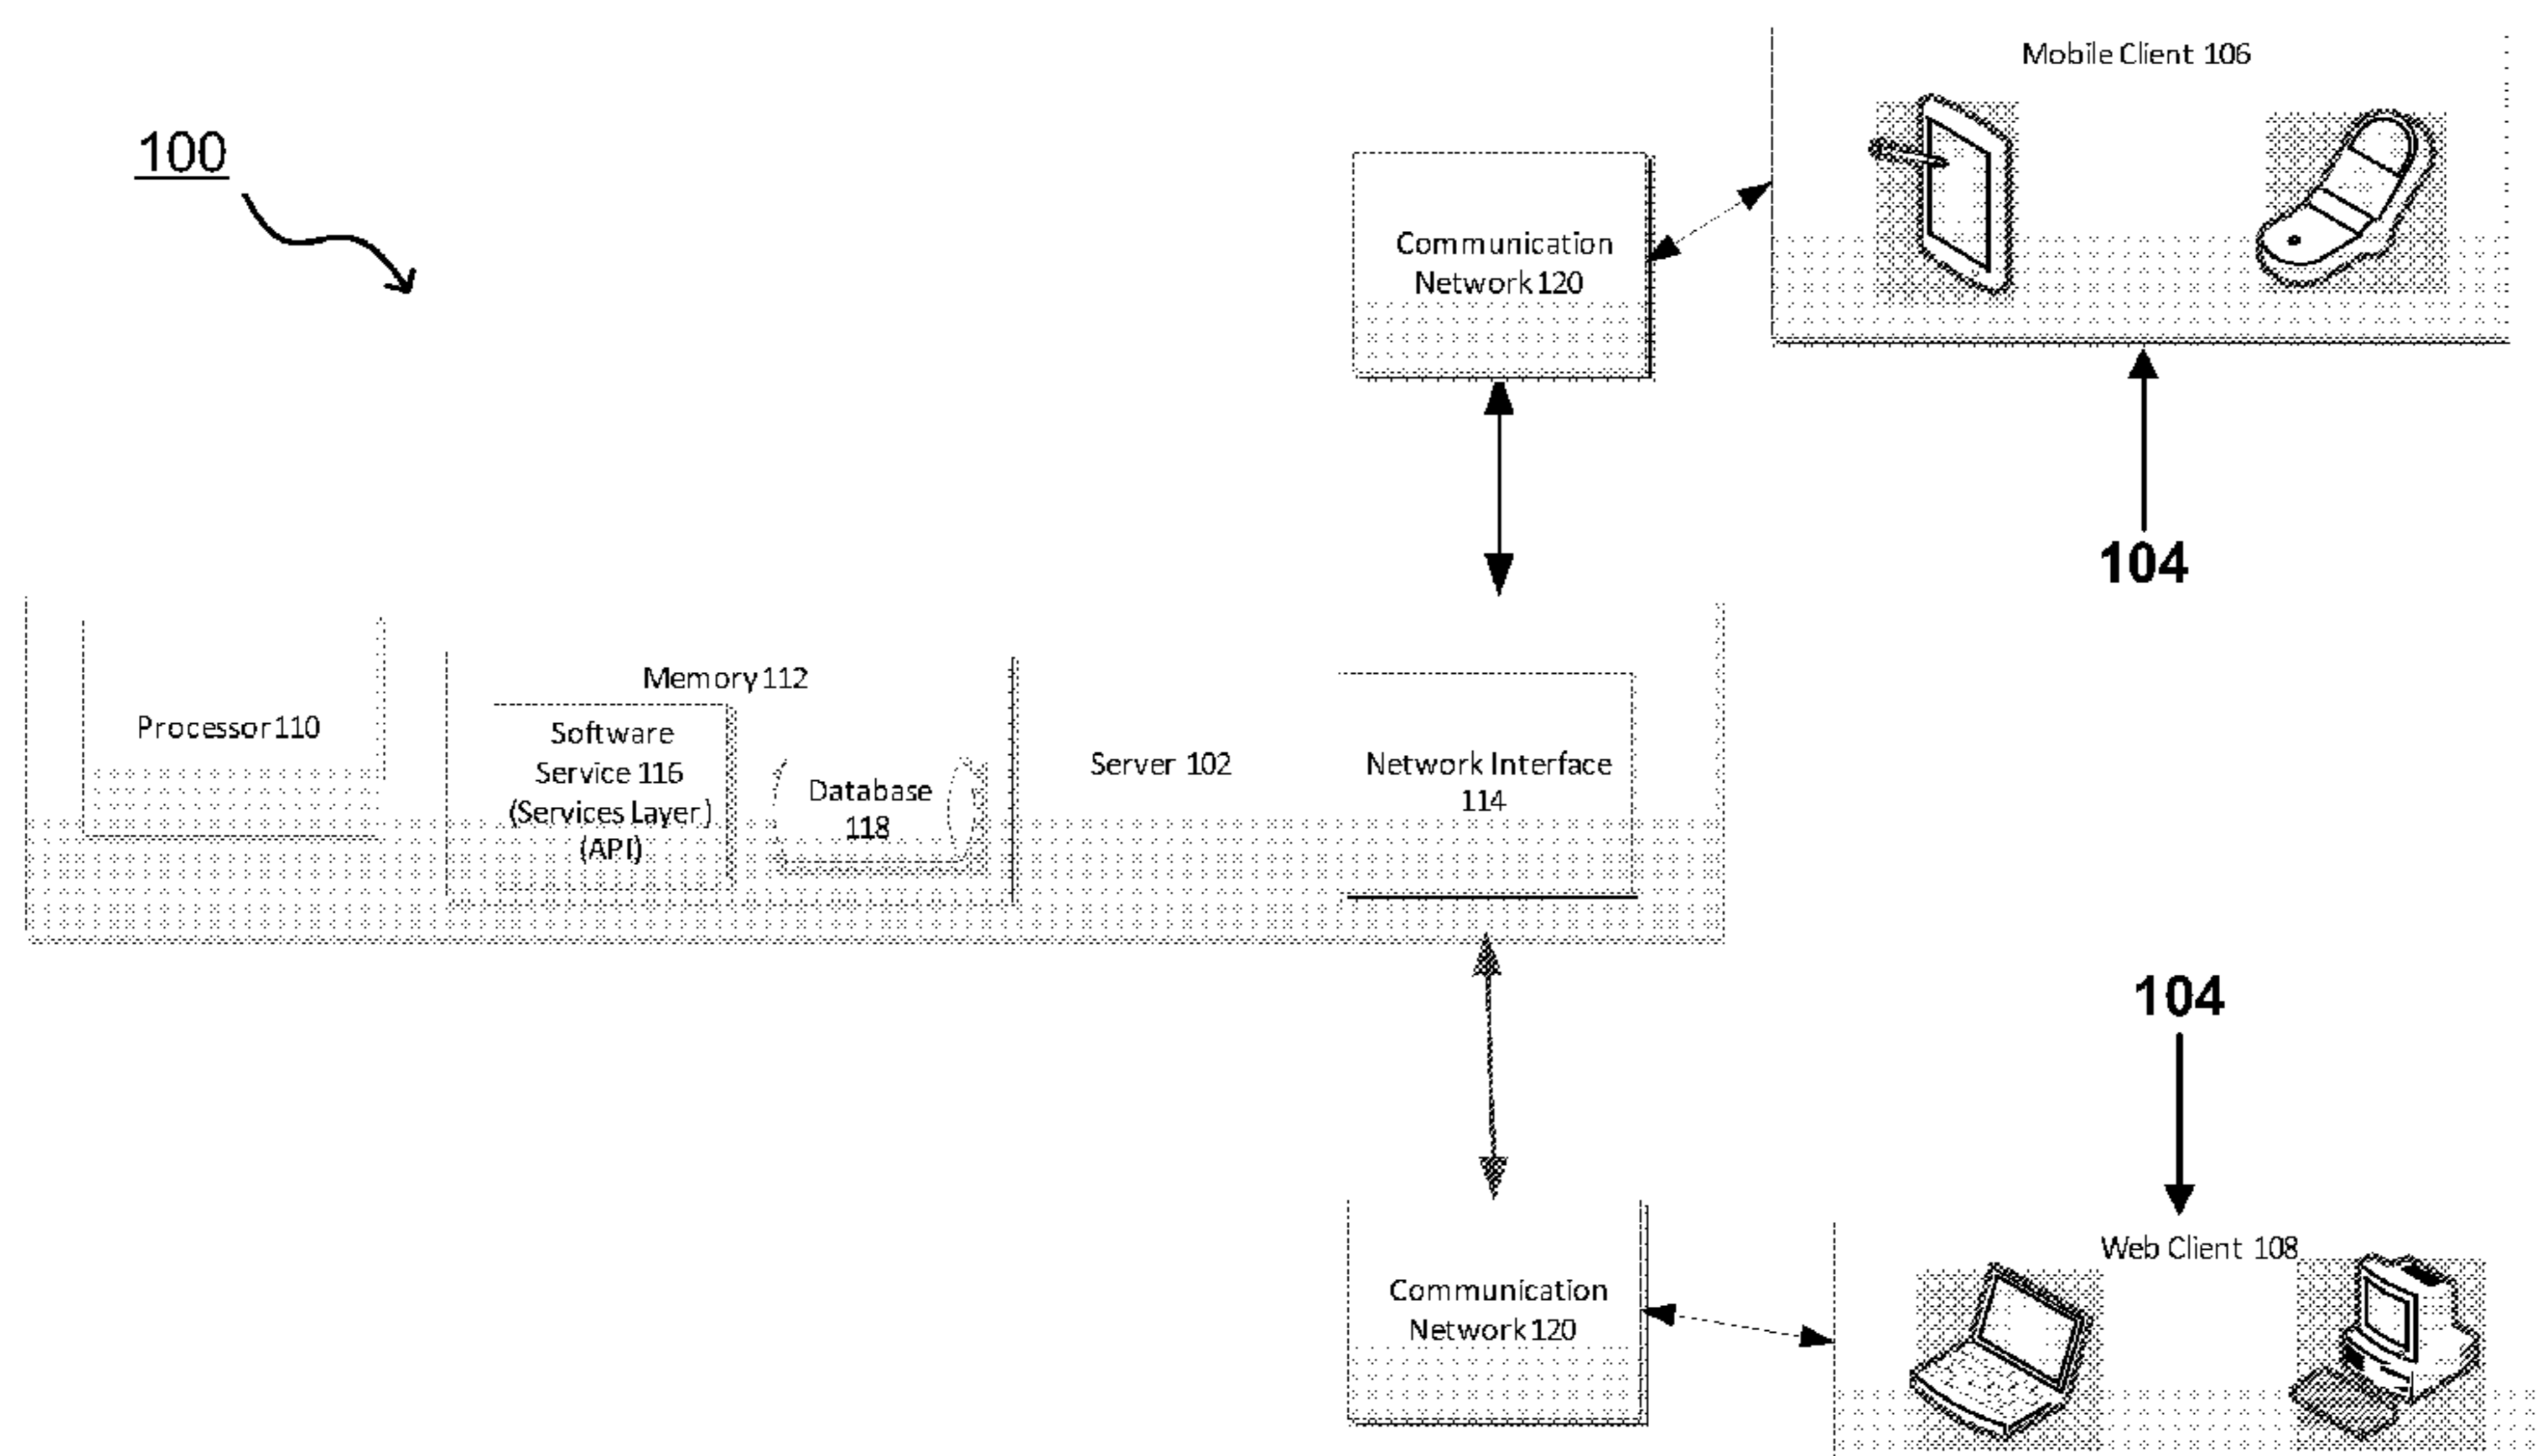 Mobile Client 106
100
Communication
Network 120
104
Memory 112
Processor 110
Software
Service 116
(Services Layer)
(API)
Database
118
Server 102
Network Interface
114
104
Web Client 108
Communication
Network 120